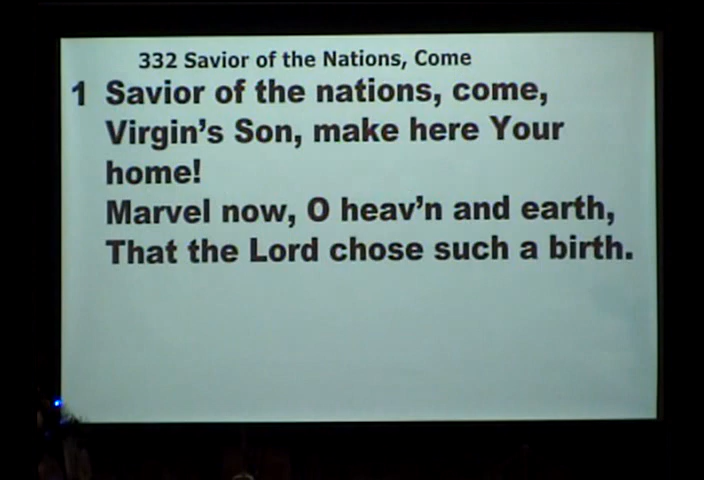 332 Savior of the Nations, Come
1 Savior of the nations, come,
Virgin's Son, make here Your
home!
Marvel now, O heav'n and earth,
That the Lord chose such a birth.